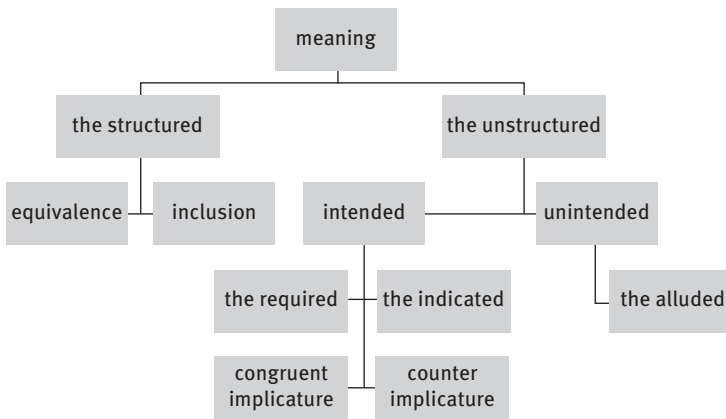 meaning
the structured
the unstructured
equivalence
inclusion
intended
unintended
the required
the indicated
the alluded
congruent
implicature
counter
implicature